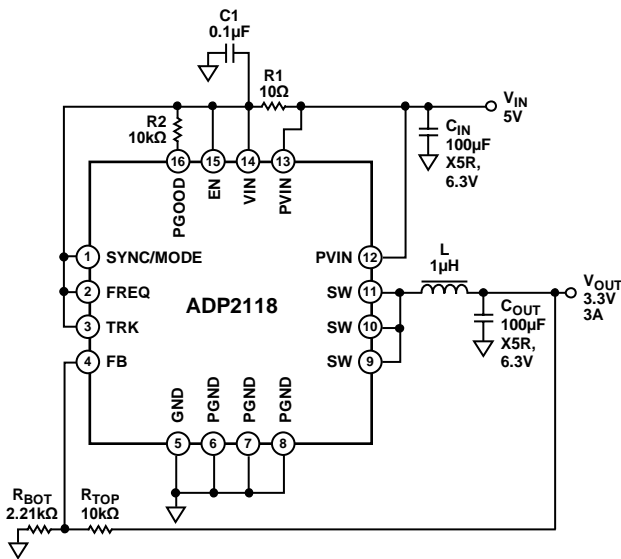 C1
0.1µF
R1
10Ω
VIN
5V
R2
10kΩ
CIN
100µF
X5R,
6.3V
16
15
14
13
PGOOD
EN
VIN
PVIN
1
SYNC/MODE
PVIN
12
L
1µH
2
FREQ
SW
11
VOUT
3.3V
3A
ADP2118
3
TRK
SW
10
COUT
100µF
X5R,
6.3V
4
FB
SW
9
GND
PGND
PGND
PGND
5
6
7
8
RBOT
2.21kΩ
RTOP
10kΩ